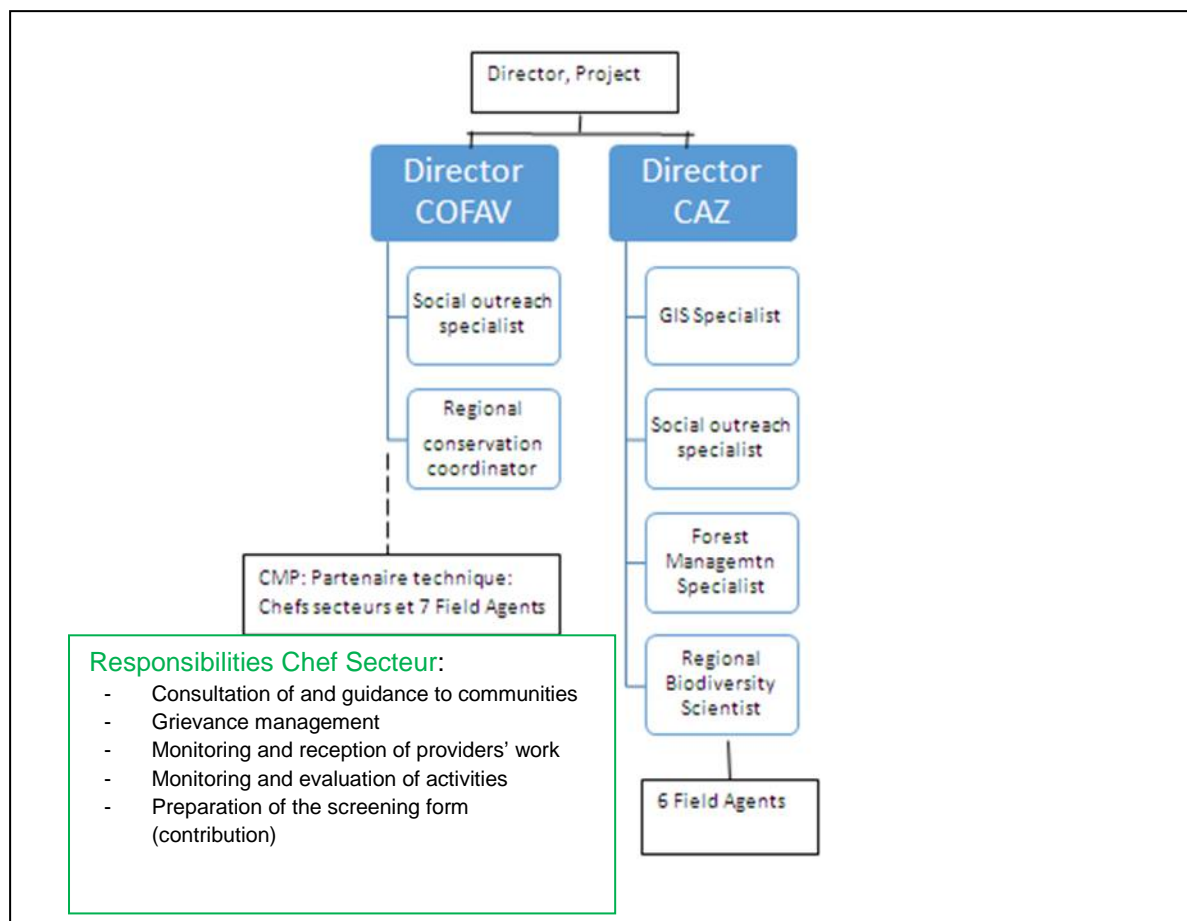 Director, Project
Director
COFAV
Director
CAZ
Social outreach
specialist
GIS Specialist
Regional
conservation
coordinator
Social outreach
specialist
CMP: Partenaire technique:
Chefs secteurs et 7 Field Agents
Forest
Managemtn
Specialist
Responsibilities Chef Secteur:
- Consultation of and guidance to communities
- Grievance management
- Monitoring and reception of providers’ work
- Monitoring and evaluation of activities
- Preparation of the screening form
(contribution)
Regional
Biodiversity
Scientist
6 Field Agents